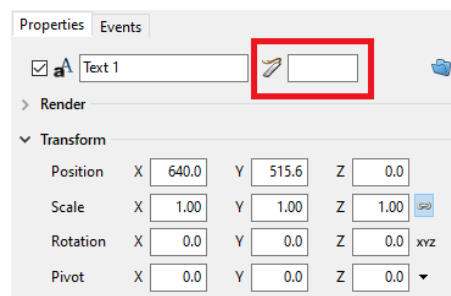 Properties Events
aA Text 1
Render
Transform
Position X 640.0 Y 515.6 Z 0.0
Scale X 1.00 Y 1.00 Z 1.00
Rotation X 0.0 Y 0.0 Z 0.0 XYZ
Pivot X 0.0 Y 0.0 Z 0.0